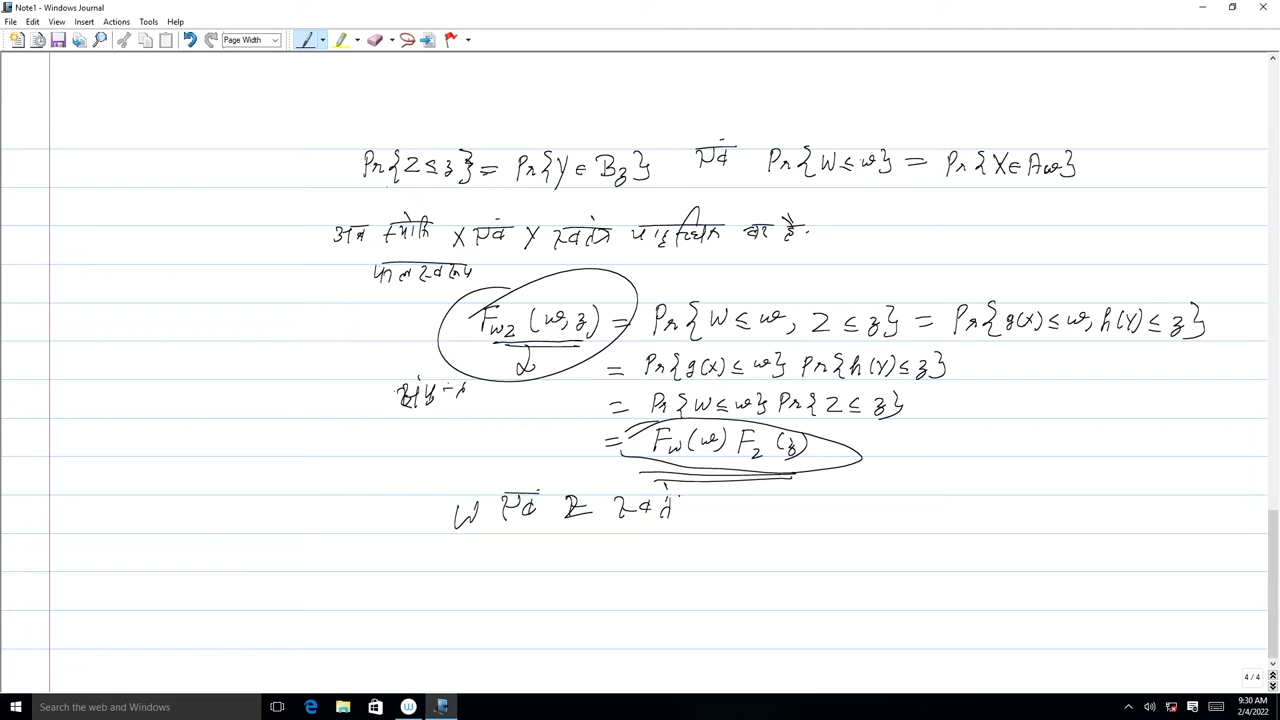 Note1 - Windows Journal
File Edit View Insert Actions Tools Help
Page Width
Pr{Z ≤ z} = Pr{Y ∈ B_z} एवं Pr{W ≤ w} = Pr{X ∈ A_w}
अब क्योंकि X एवं Y स्वतंत्र यादृच्छिक चर हैं.
फलस्वरूप
F_WZ (w, z) = Pr{W ≤ w, Z ≤ z} = Pr{g(X) ≤ w, h(Y) ≤ z}
= Pr{g(X) ≤ w} Pr{h(Y) ≤ z}
= Pr{W ≤ w} Pr{Z ≤ z}
= F_W(w) F_Z (z)
W एवं Z स्वतं
4 / 4
Search the web and Windows
9:30 AM
2/4/2022